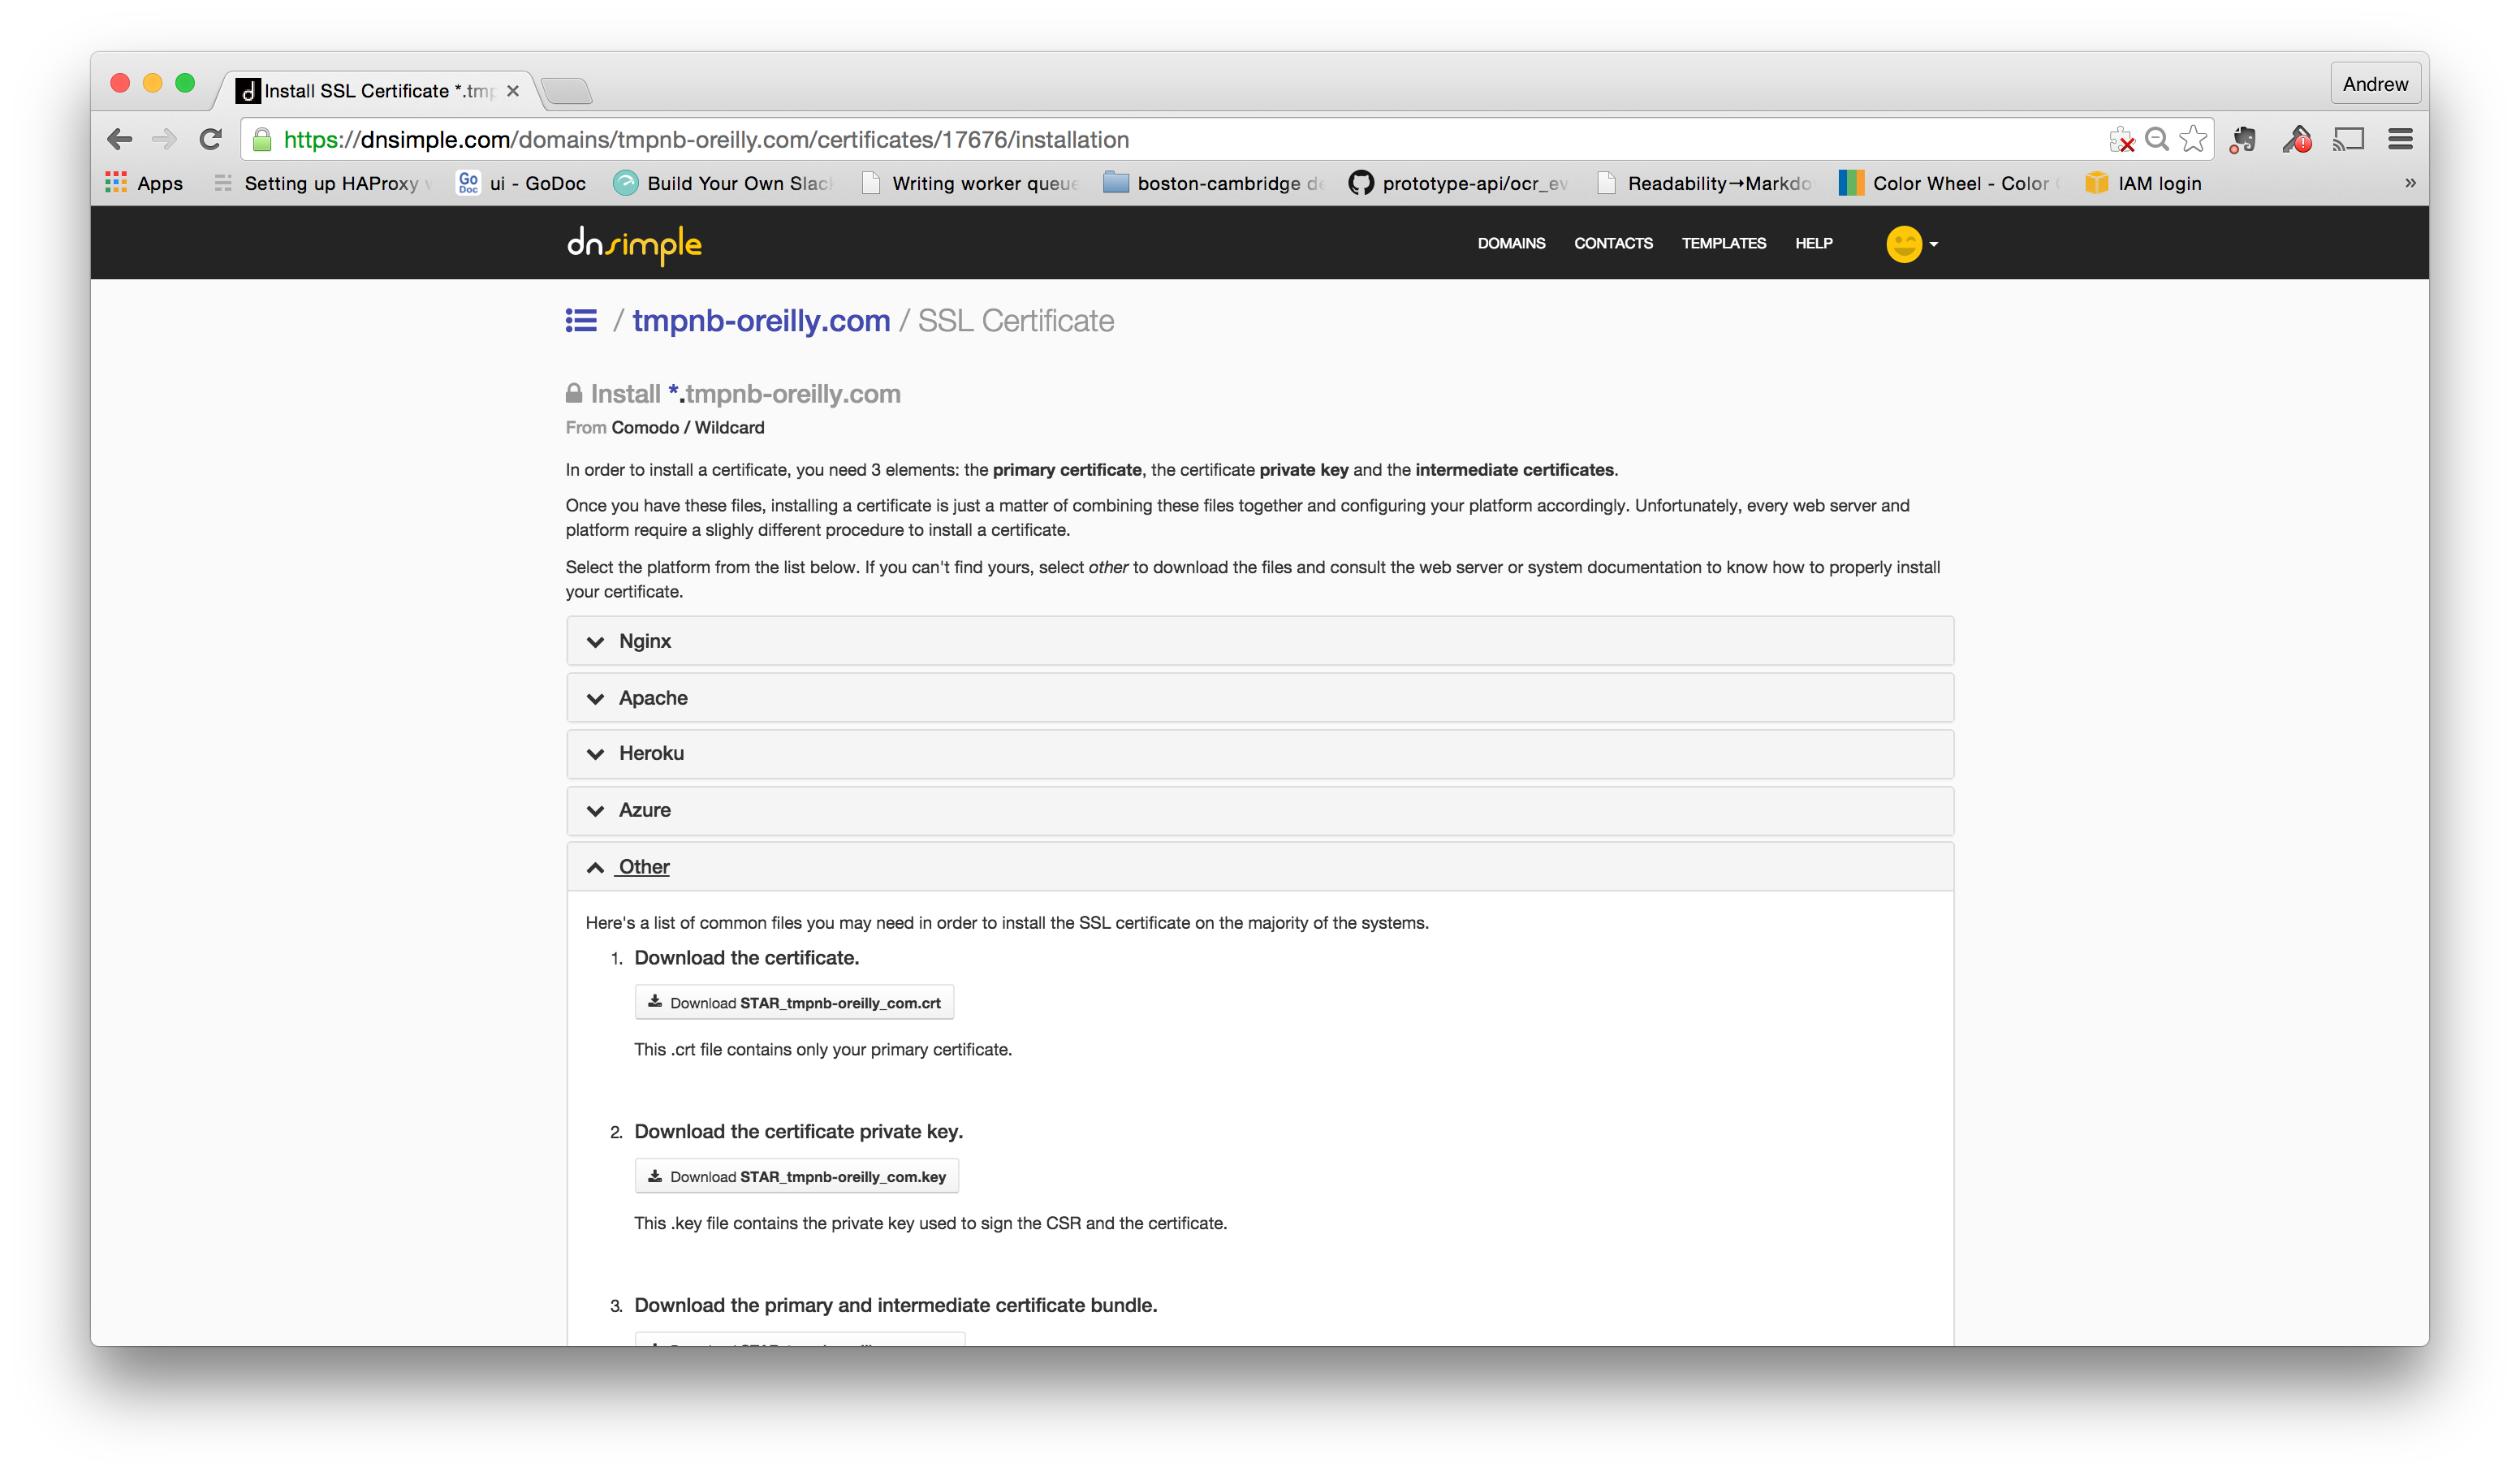 Install SSL Certificate *.tmp
Andrew
https://dnsimple.com/domains/tmpnb-oreilly.com/certificates/17676/installation
Apps Setting up HAProxy Go Doc ui - GoDoc Build Your Own Slac Writing worker queue boston-cambridge prototype-api/ocr_ev Readability→Markdo Color Wheel - Color IAM login »
dnsimple DOMAINS CONTACTS TEMPLATES HELP
/ tmpnb-oreilly.com / SSL Certificate
Install *.tmpnb-oreilly.com
From Comodo / Wildcard
In order to install a certificate, you need 3 elements: the primary certificate, the certificate private key and the intermediate certificates.
Once you have these files, installing a certificate is just a matter of combining these files together and configuring your platform accordingly. Unfortunately, every web server and
platform require a slighly different procedure to install a certificate.
Select the platform from the list below. If you can't find yours, select other to download the files and consult the web server or system documentation to know how to properly install
your certificate.
Nginx
Apache
Heroku
Azure
Other
Here's a list of common files you may need in order to install the SSL certificate on the majority of the systems.
1. Download the certificate.
Download STAR_tmpnb-oreilly_com.crt
This .crt file contains only your primary certificate.
2. Download the certificate private key.
Download STAR_tmpnb-oreilly_com.key
This .key file contains the private key used to sign the CSR and the certificate.
3. Download the primary and intermediate certificate bundle.